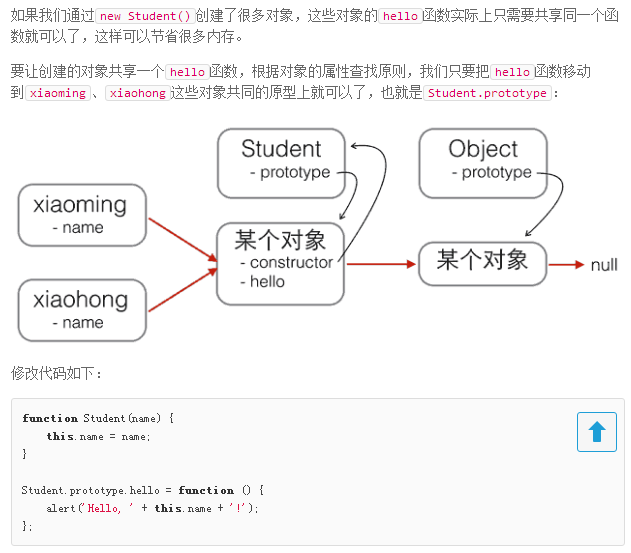 如果我们通过new Student()创建了很多对象，这些对象的hello函数实际上只需要共享同一个函
数就可以了，这样可以节省很多内存。
要让创建的对象共享一个hello函数，根据对象的属性查找原则，我们只要把hello函数移动
到xiaoming、xiaohong这些对象共同的原型上就可以了，也就是Student.prototype：
Student
- prototype
Object
- prototype
xiaoming
- name
某个对象
- constructor
- hello
某个对象
null
xiaohong
- name
修改代码如下：
function Student(name) {
    this.name = name;
}
Student.prototype.hello = function () {
    alert('Hello, ' + this.name + '!');
};